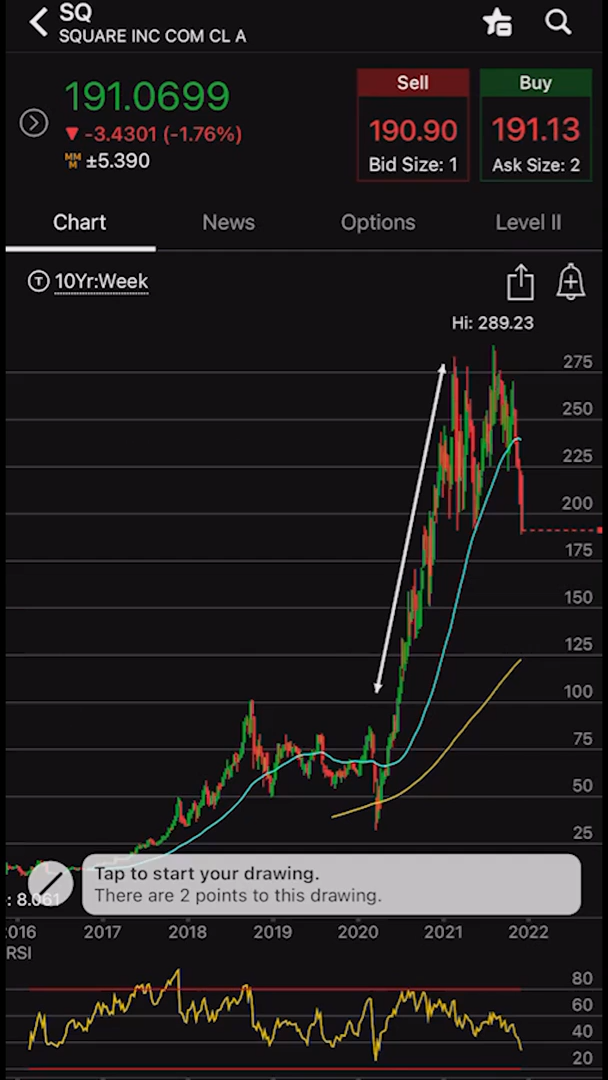 SQ
SQUARE INC COM CL A
191.0699
-3.4301 (-1.76%)
MM
M ±5.390
Sell
190.90
Bid Size: 1
Buy
191.13
Ask Size: 2
Chart News Options Level II
T 10Yr:Week
Hi: 289.23
275
250
225
200
175
150
125
100
75
50
25
: 8.061
Tap to start your drawing.
There are 2 points to this drawing.
2016 2017 2018 2019 2020 2021 2022
RSI
80
60
40
20